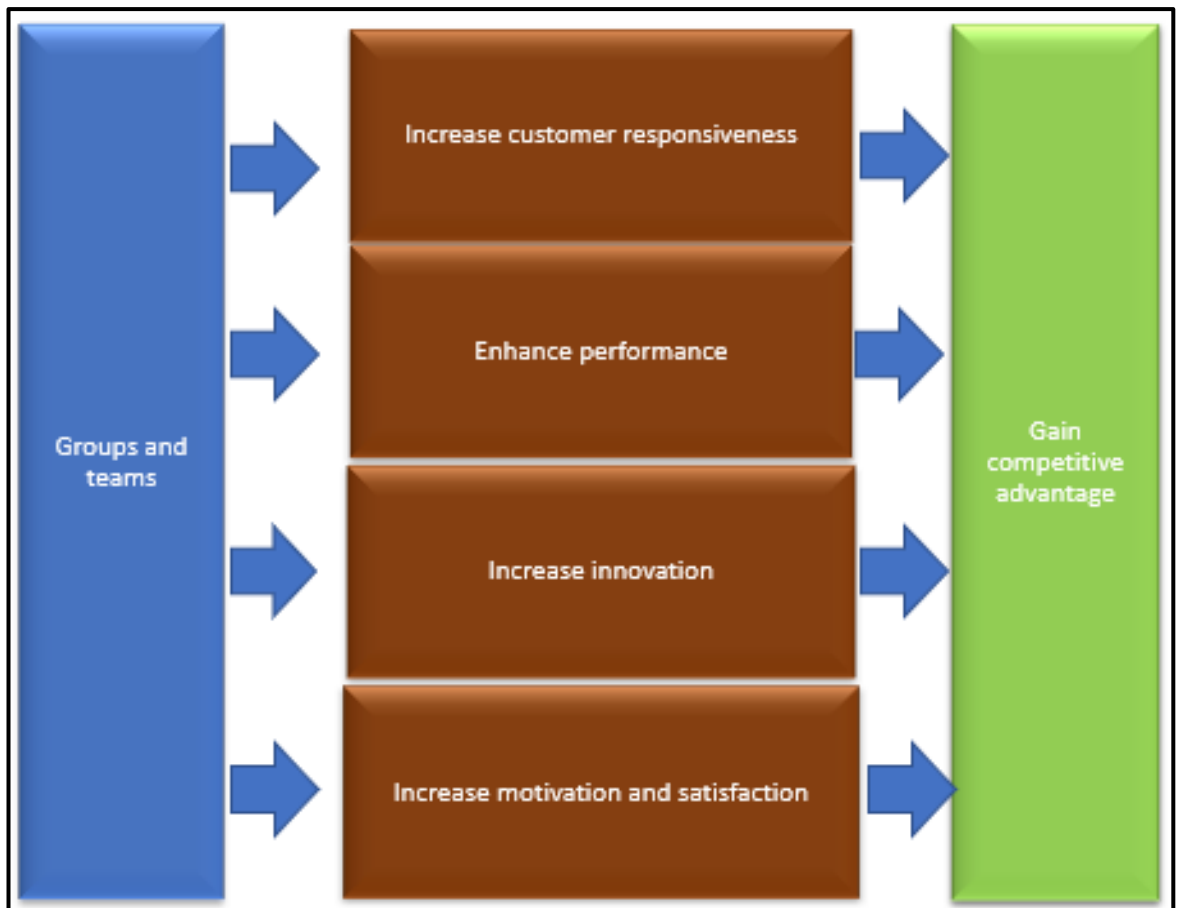 Groups and
teams
Increase customer responsiveness
Enhance performance
Increase innovation
Increase motivation and satisfaction
Gain
competitive
advantage